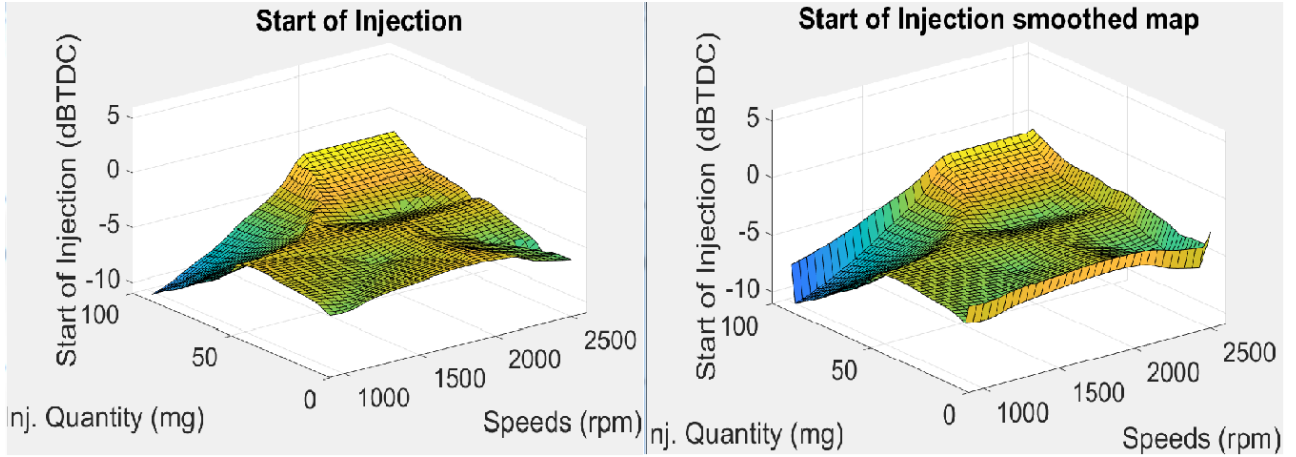 Start of Injection
Start of Injection (dBTDC)
5
0
-5
-10
100
50
0
nj. Quantity (mg)
1000
1500
2000
2500
Speeds (rpm)
Start of Injection smoothed map
Start of Injection (dBTDC)
5
0
-5
-10
100
50
0
nj. Quantity (mg)
1000
1500
2000
2500
Speeds (rpm)